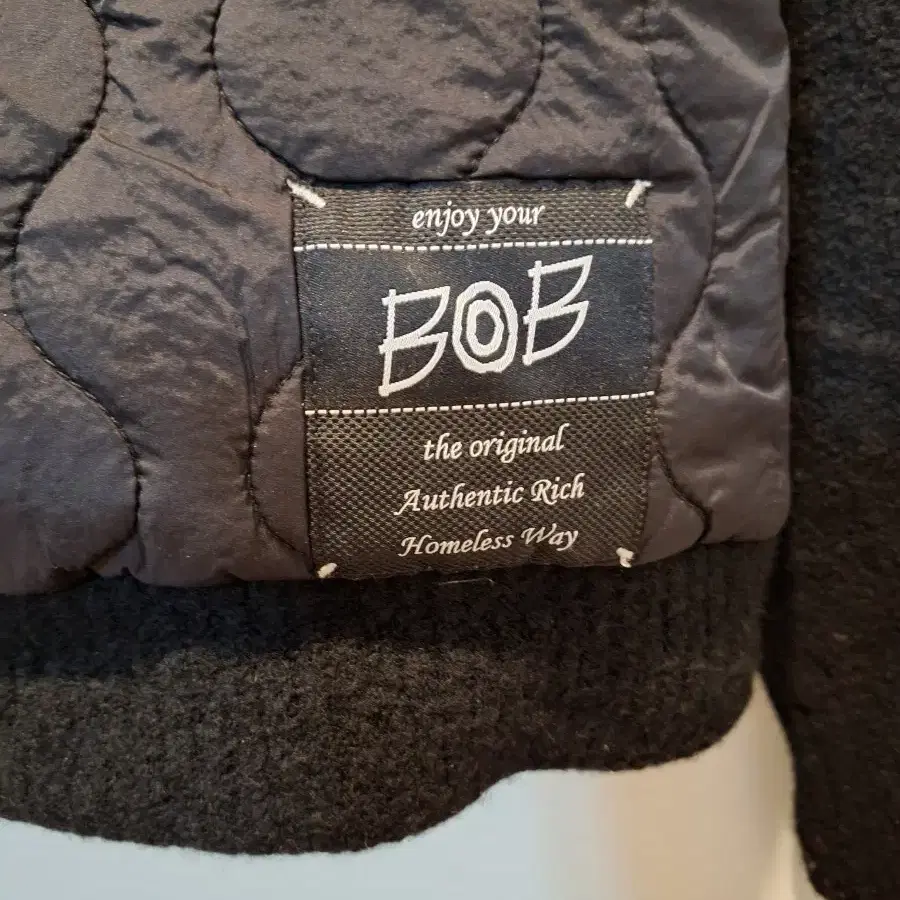 enjoy your
BOB
the original
Authentic Rich
Homeless Way